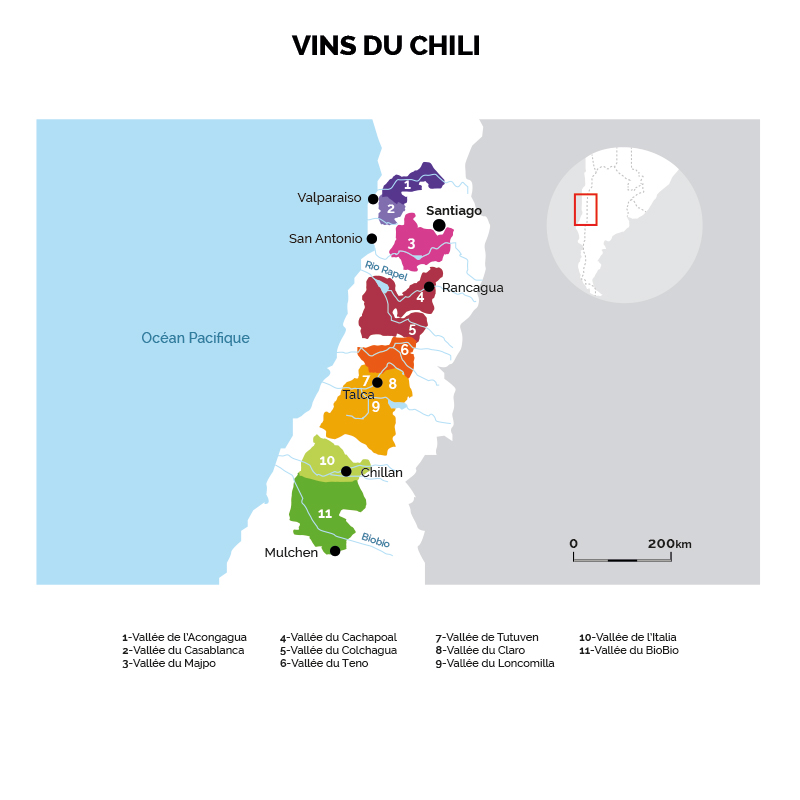 VINS DU CHILI
1
Valparaiso
2
Santiago
San Antonio
3
Rio Rapel
Rancagua
4
5
Océan Pacifique
6
7
8
Talca
9
10
Chillan
11
Biobio
0 200km
Mulchen
1-Vallée de l'Acongagua
2-Vallée du Casablanca
3-Vallée du Majpo
4-Vallée du Cachapoal
5-Vallée du Colchagua
6-Vallée du Teno
7-Vallée de Tutuven
8-Vallée du Claro
9-Vallée du Loncomilla
10-Vallée de l'Italia
11-Vallée du BioBio